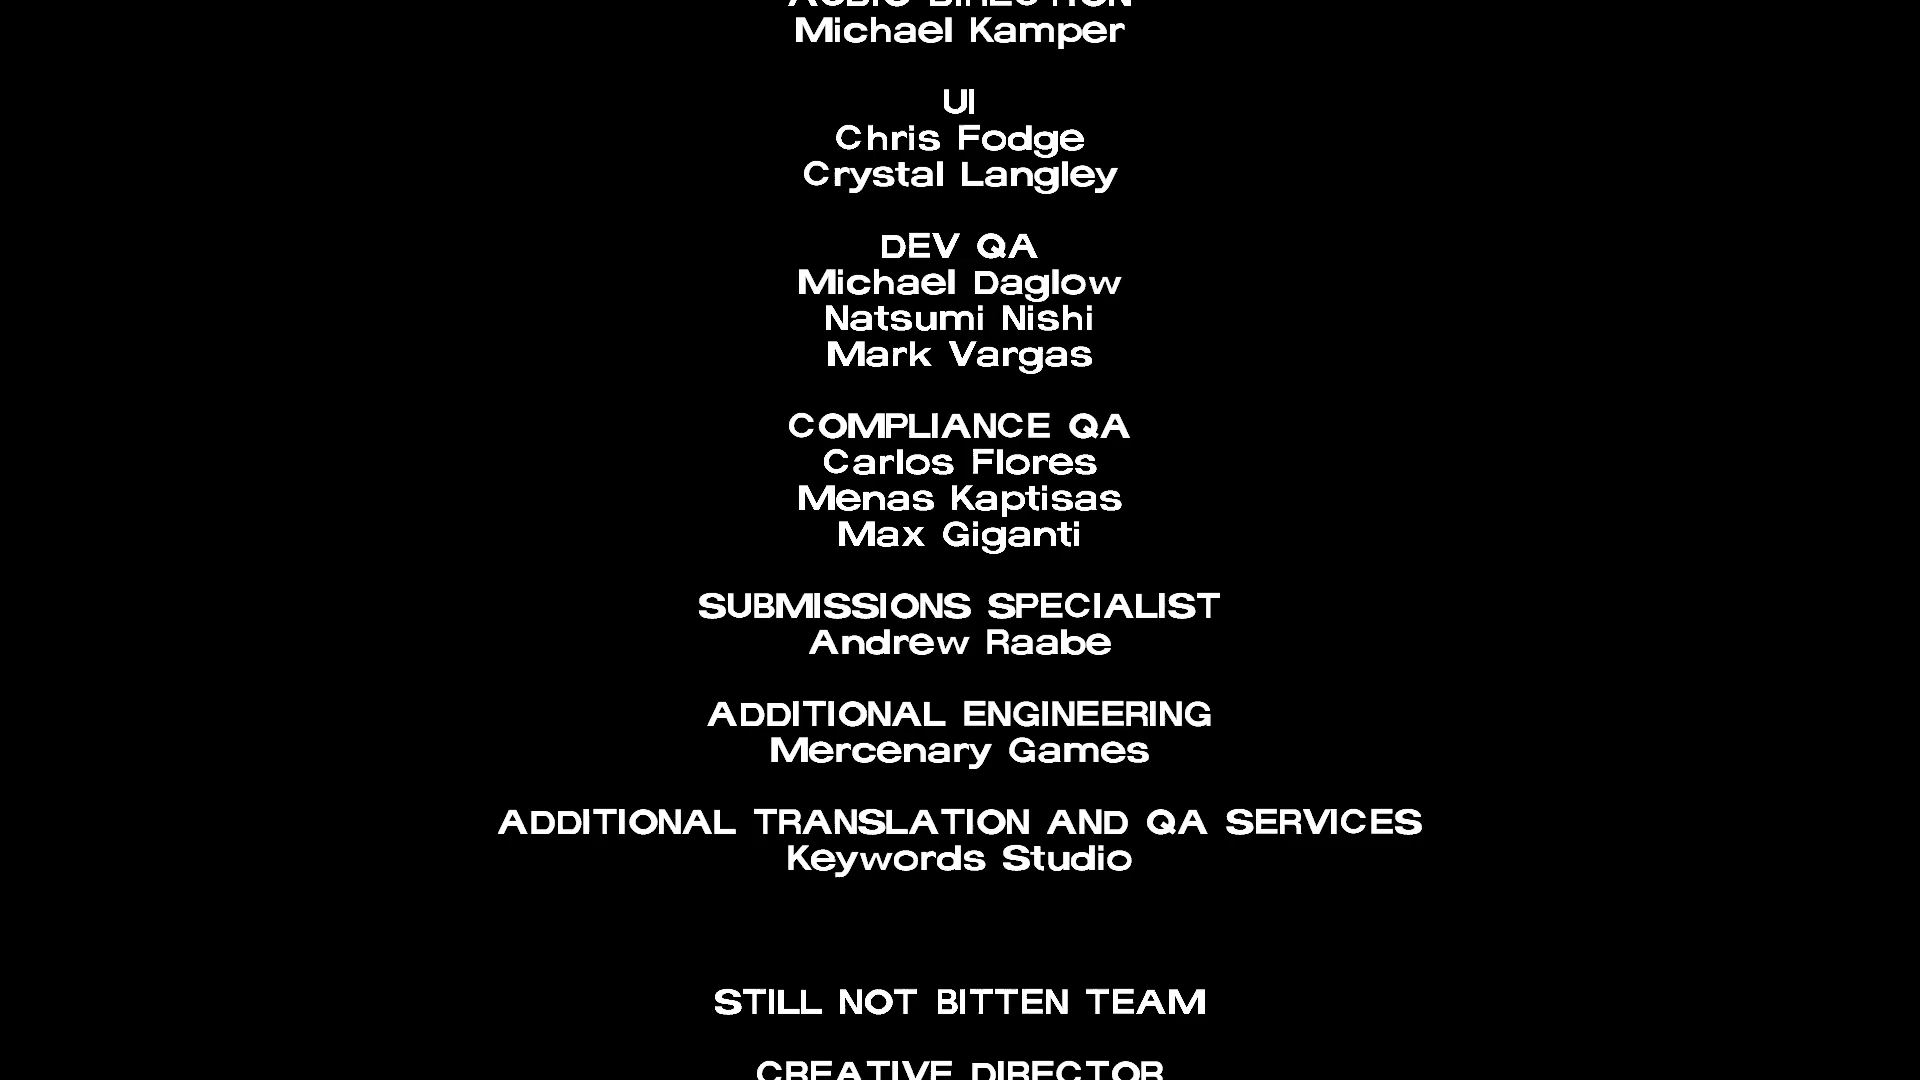 AUDIO DIRECTION
Michael Kamper
UI
Chris Fodge
Crystal Langley
DEV QA
Michael Daglow
Natsumi Nishi
Mark Vargas
COMPLIANCE QA
Carlos Flores
Menas Kaptisas
Max Giganti
SUBMISSIONS SPECIALIST
Andrew Raabe
ADDITIONAL ENGINEERING
Mercenary Games
ADDITIONAL TRANSLATION AND QA SERVICES
Keywords Studio
STILL NOT BITTEN TEAM
CREATIVE DIRECTOR